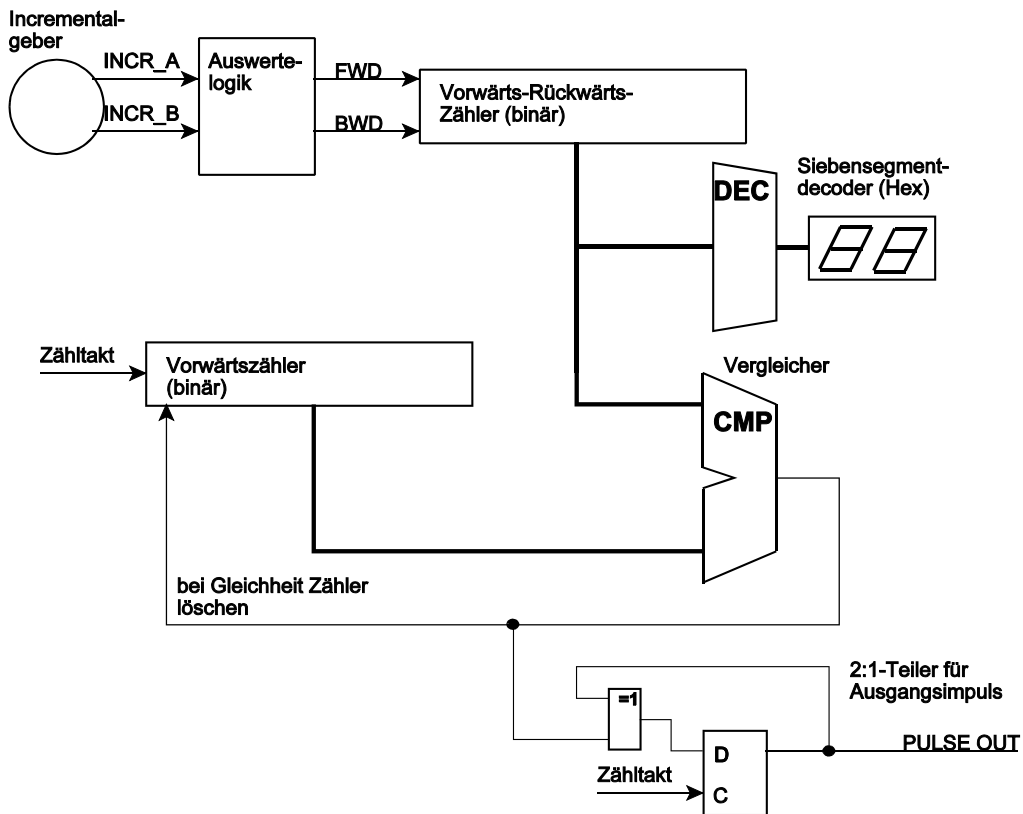 Incremental-
geber
INCR_A
INCR_B
Auswerte-
logik
FWD
BWD
Vorwärts-Rückwärts-
Zähler (binär)
DEC
Siebensegment-
decoder (Hex)
88
Zähltakt
Vorwärtszähler
(binär)
Vergleicher
CMP
bei Gleichheit Zähler
löschen
=1
2:1-Teiler für
Ausgangsimpuls
D
C
PULSE OUT
Zähltakt